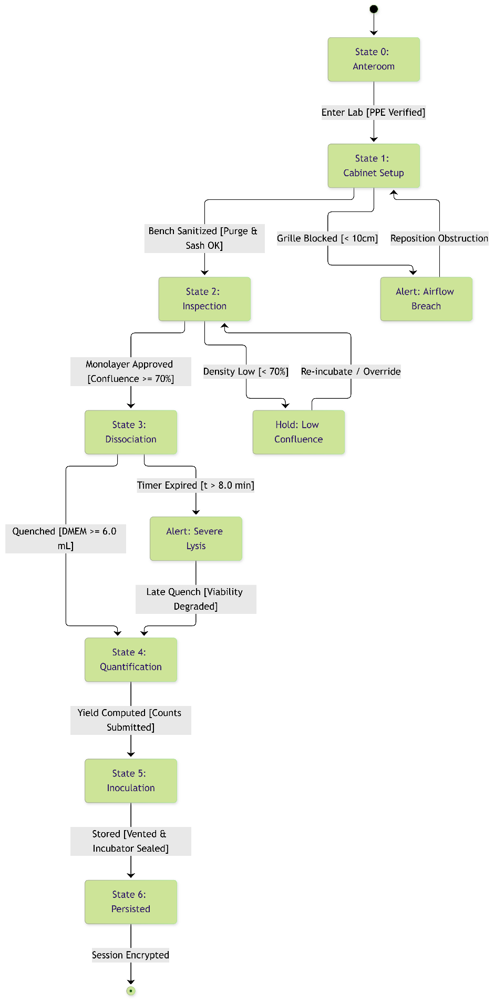 State 0:
Anteroom
Enter Lab [PPE Verified]
State 1:
Cabinet Setup
Bench Sanitized [Purge &
Sash OK]
Grille Blocked [< 10cm]
Reposition Obstruction
State 2:
Inspection
Alert: Airflow
Breach
Monolayer Approved
[Confluence >= 70%]
Density Low [< 70%]
Re-incubate / Override
State 3:
Dissociation
Hold: Low
Confluence
Timer Expired [t > 8.0 min]
Quenched [DMEM >= 6.0
mL]
Alert: Severe
Lysis
Late Quench [Viability
Degraded]
State 4:
Quantification
Yield Computed [Counts
Submitted]
State 5:
Inoculation
Stored [Vented &
Incubator Sealed]
State 6:
Persisted
Session Encrypted